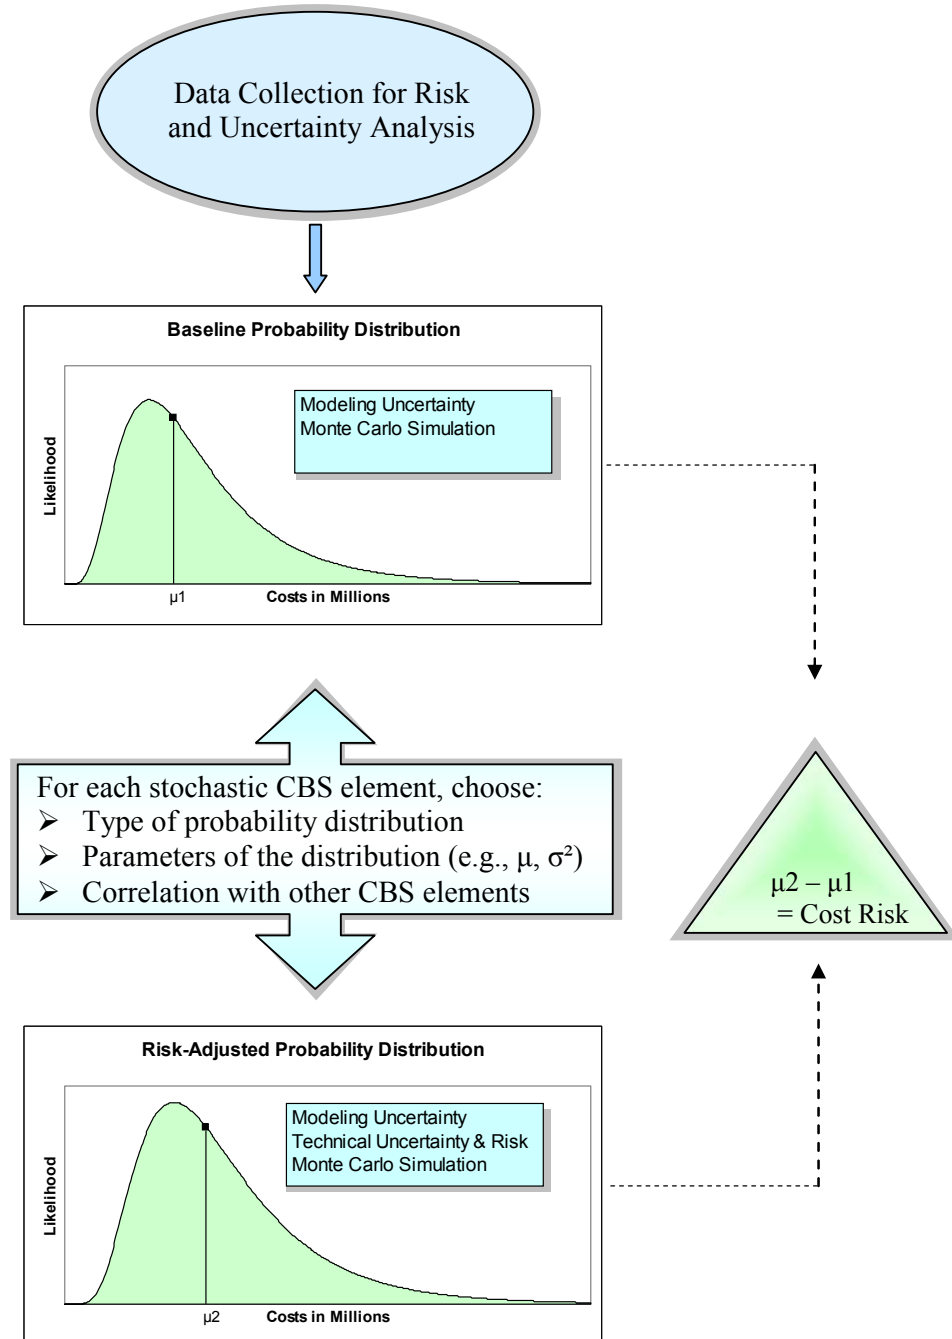 Data Collection for Risk
and Uncertainty Analysis
Baseline Probability Distribution
Modeling Uncertainty
Monte Carlo Simulation
Likelihood
μ1
Costs in Millions
For each stochastic CBS element, choose:
➢ Type of probability distribution
➢ Parameters of the distribution (e.g., μ, σ²)
➢ Correlation with other CBS elements
μ2 – μ1
= Cost Risk
Risk-Adjusted Probability Distribution
Modeling Uncertainty
Technical Uncertainty & Risk
Monte Carlo Simulation
Likelihood
μ2
Costs in Millions